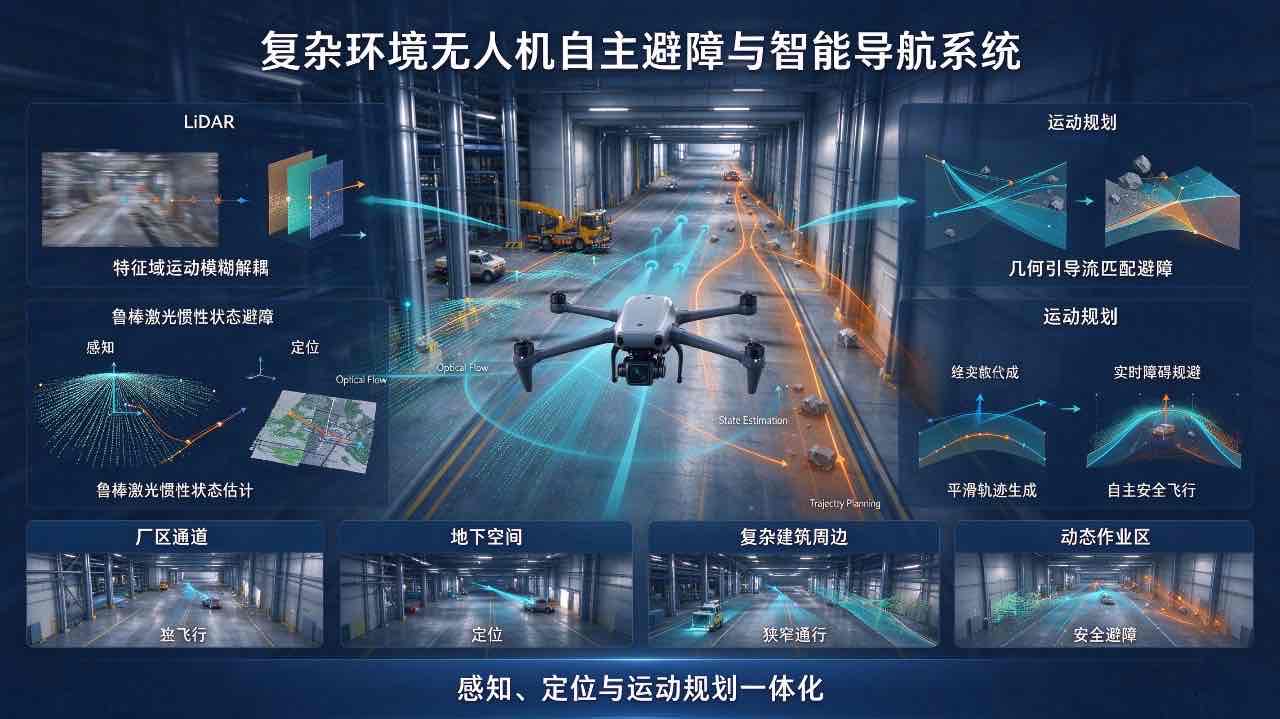 复杂环境无人机自主避障与智能导航系统
LiDAR
特征域运动模糊解耦
鲁棒激光惯性状态避障
感知
定位
Optical Flow
Optical Flow
鲁棒激光惯性状态估计
State Estimation
Trajectly Planning
运动规划
几何引导流匹配避障
运动规划
实时障碍规避
平滑轨迹生成
自主安全飞行
厂区通道
飞行
地下空间
定位
复杂建筑周边
狭窄通行
动态作业区
安全避障
感知、定位与运动规划一体化